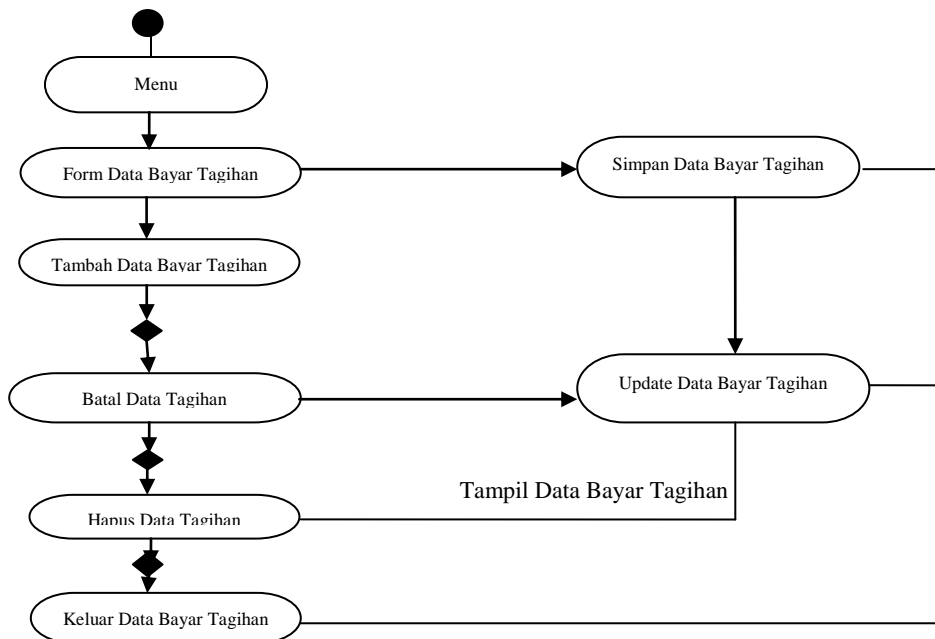 Menu
Form Data Bayar Tagihan
Simpan Data Bayar Tagihan
Tambah Data Bayar Tagihan
Batal Data Tagihan
Update Data Bayar Tagihan
Tampil Data Bayar Tagihan
Hapus Data Tagihan
Keluar Data Bayar Tagihan